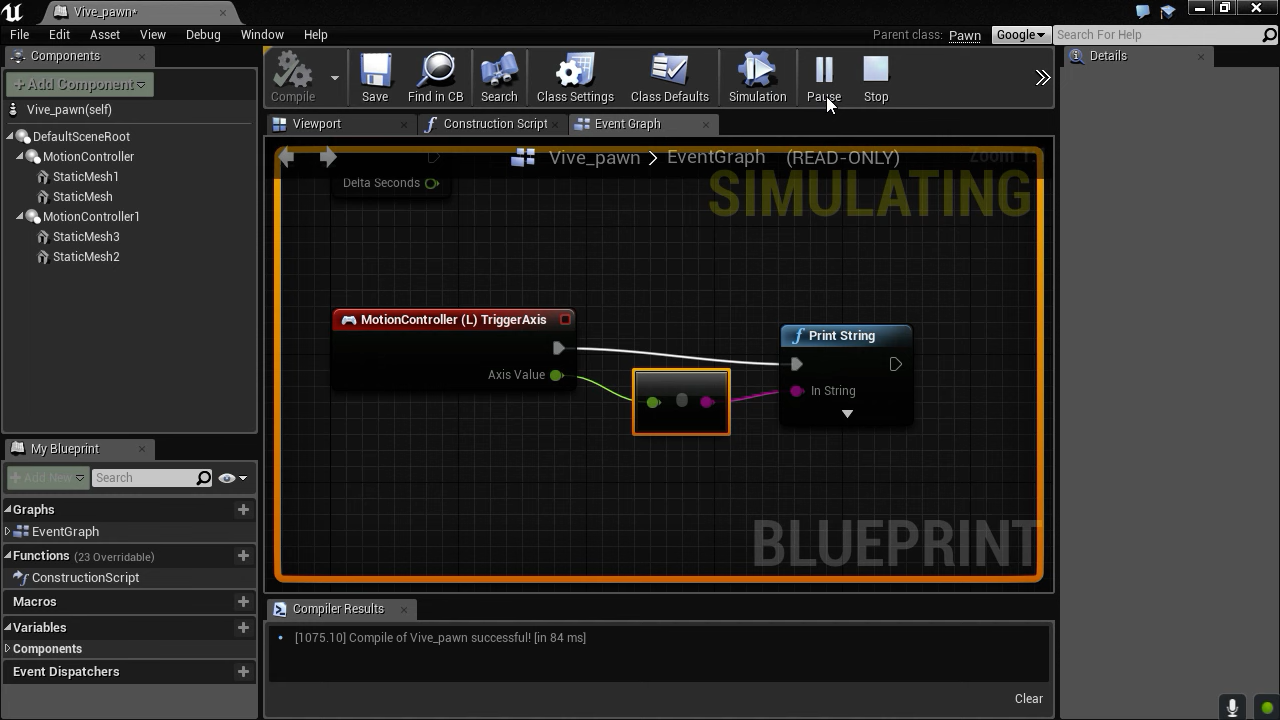 Vive_pawn*
File Edit Asset View Debug Window Help
Parent class: Pawn Google Search For Help
Components
+Add Component
Vive_pawn(self)
DefaultSceneRoot
MotionController
StaticMesh1
StaticMesh
MotionController1
StaticMesh3
StaticMesh2
Compile Save Find in CB Search Class Settings Class Defaults Simulation Pause Stop
Details
Viewport Construction Script Event Graph
Vive_pawn > EventGraph (READ-ONLY)
Delta Seconds
SIMULATING
MotionController (L) TriggerAxis
Axis Value
Print String
In String
BLUEPRINT
My Blueprint
+Add New Search
Graphs
EventGraph
Functions (23 Overridable)
ConstructionScript
Macros
Variables
Components
Event Dispatchers
Compiler Results
[1075.10] Compile of Vive_pawn successful! [in 84 ms]
Clear